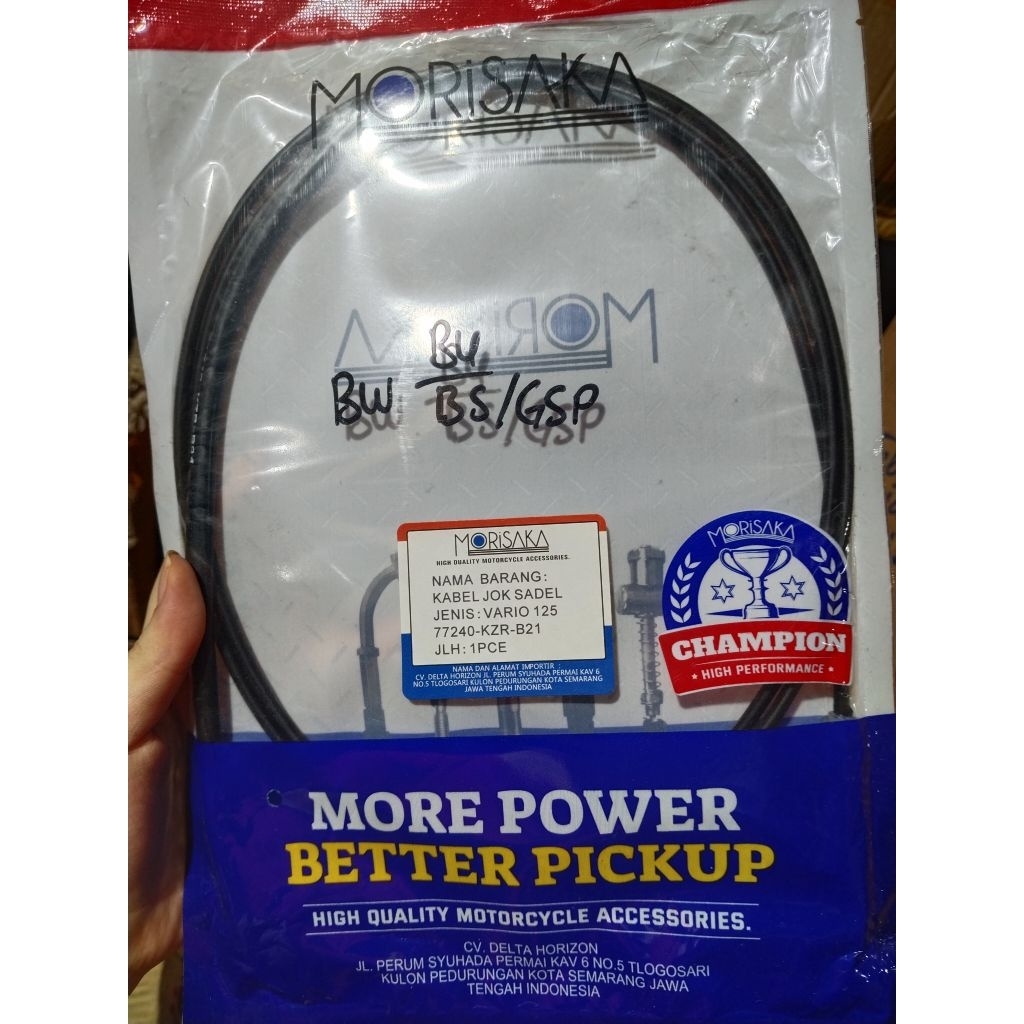 MORiSAKA
BU
BW BS/GSP
MORiSAKA
HIGH QUALITY MOTORCYCLE ACCESSORIES.
NAMA BARANG:
KABEL JOK SADEL
JENIS: VARIO 125
77240-KZR-B21
JLH: 1PCE
NAMA DAN ALAMAT IMPORTIR :
CV. DELTA HORIZON JL. PERUM SYUHADA PERMAI KAV 6
NO.5 TLOGOSARI KULON PEDURUNGAN KOTA SEMARANG
JAWA TENGAH INDONESIA
MORiSAKA
CHAMPION
HIGH PERFORMANCE
MORE POWER
BETTER PICKUP
HIGH QUALITY MOTORCYCLE ACCESSORIES.
CV. DELTA HORIZON
JL. PERUM SYUHADA PERMAI KAV 6 NO.5 TLOGOSARI
KULON PEDURUNGAN KOTA SEMARANG JAWA
TENGAH INDONESIA